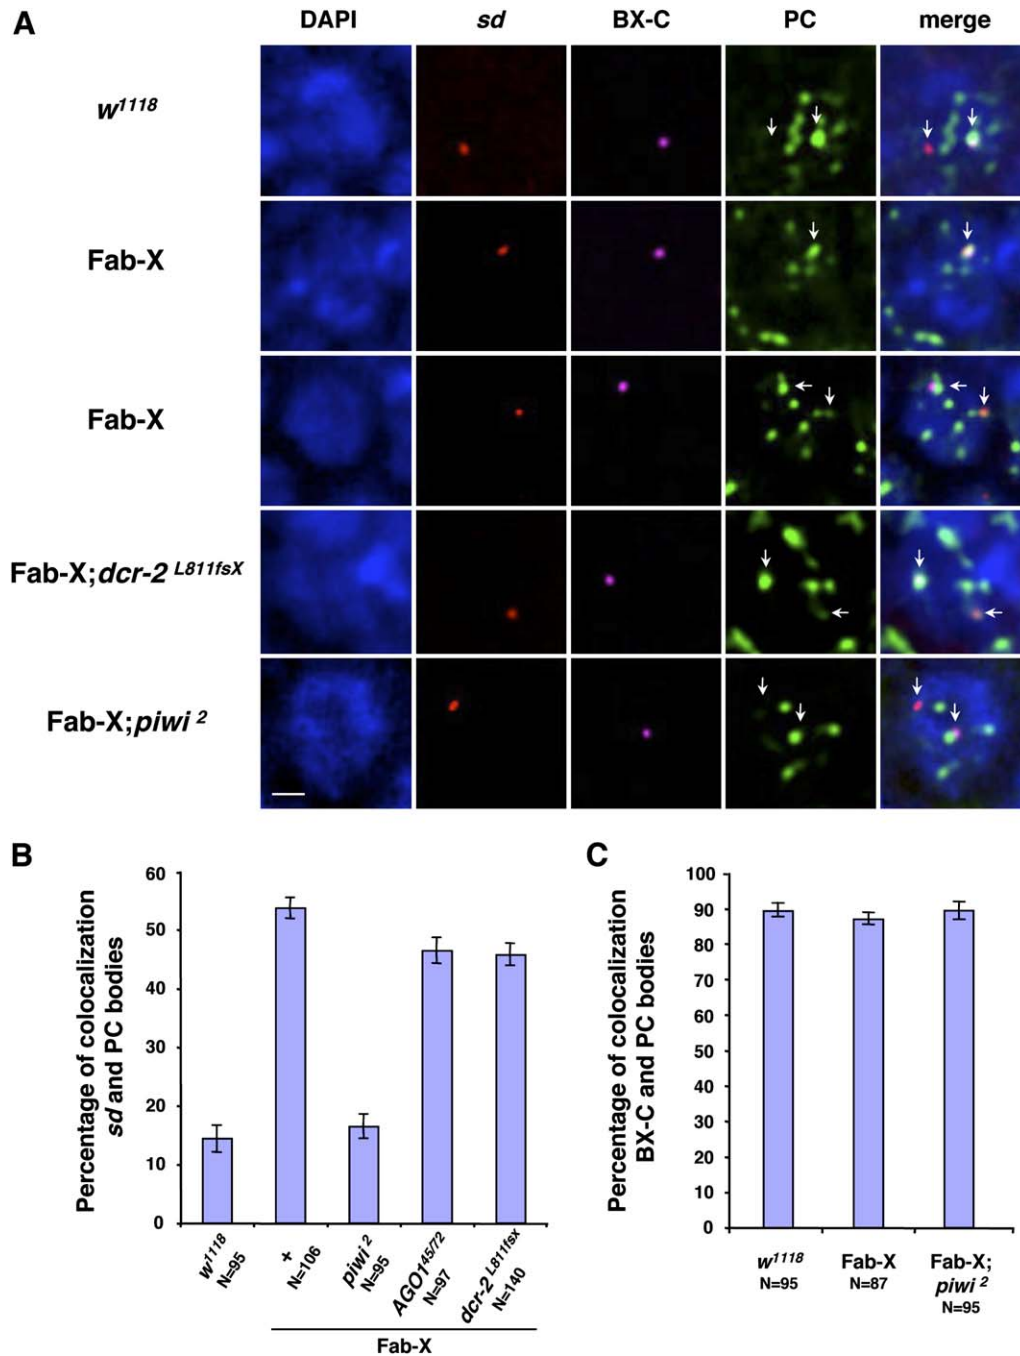 A
DAPI sd BX-C PC merge
w1118
Fab-X
Fab-X
Fab-X;dcr-2 L811fsX
Fab-X;piwi 2
B
Percentage of colocalization
sd and PC bodies
60
50
40
30
20
10
0
w1118
N=95
+
N=106
piwi 2
N=95
AGO145/72
N=97
dcr-2 L811fsX
N=140
Fab-X
C
Percentage of colocalization
BX-C and PC bodies
100
90
80
70
60
50
40
30
20
10
0
w1118
N=95
Fab-X
N=87
Fab-X;
piwi 2
N=95